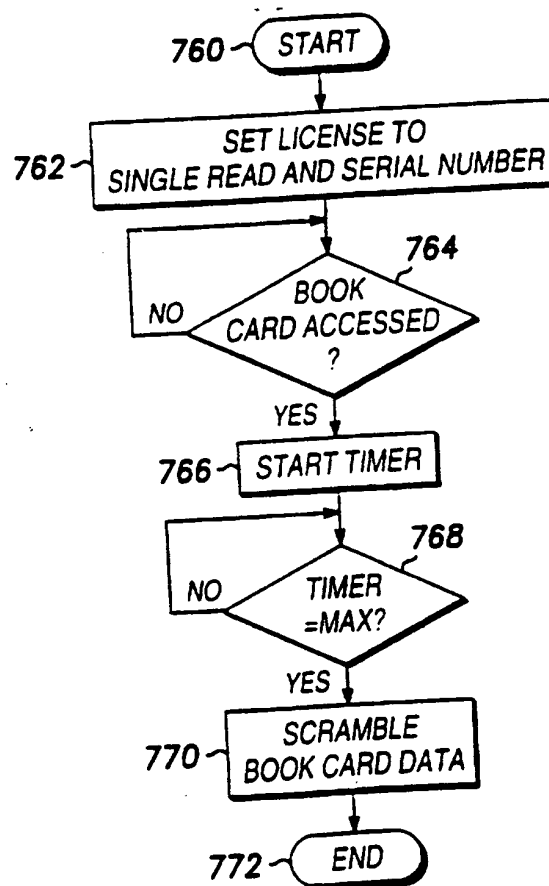 760 START
762 SET LICENSE TO
SINGLE READ AND SERIAL NUMBER
764
BOOK
CARD ACCESSED
?
NO
YES
766 START TIMER
768
TIMER
=MAX?
NO
YES
770 SCRAMBLE
BOOK CARD DATA
772 END